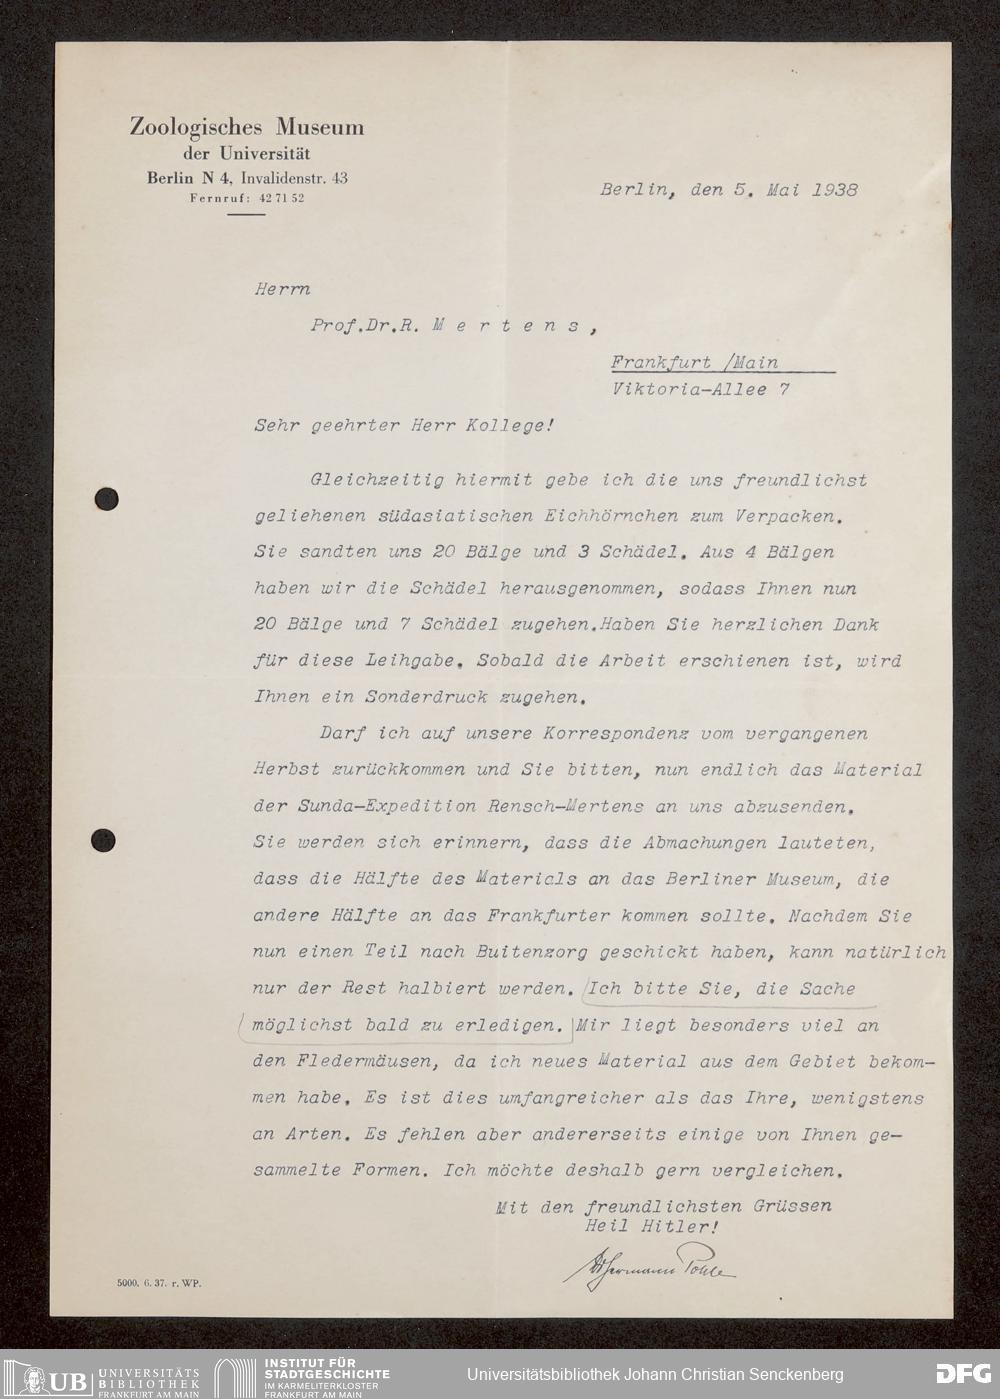 Zoologisches Museum
der Universität
Berlin N 4, Invalidenstr. 43
Fernruf: 42 71 52
Berlin, den 5. Mai 1938
Herrn
Prof.Dr.R. M e r t e n s ,
Frankfurt /Main
Viktoria-Allee 7
Sehr geehrter Herr Kollege!
Gleichzeitig hiermit gebe ich die uns freundlichst
geliehenen südasiatischen Eichhörnchen zum Verpacken.
Sie sandten uns 20 Bälge und 3 Schädel. Aus 4 Bälgen
haben wir die Schädel herausgenommen, sodass Ihnen nun
20 Bälge und 7 Schädel zugehen.Haben Sie herzlichen Dank
für diese Leihgabe. Sobald die Arbeit erschienen ist, wird
Ihnen ein Sonderdruck zugehen.
Darf ich auf unsere Korrespondenz vom vergangenen
Herbst zurückkommen und Sie bitten, nun endlich das Material
der Sunda-Expedition Rensch-Mertens an uns abzusenden.
Sie werden sich erinnern, dass die Abmachungen lauteten,
dass die Hälfte des Materials an das Berliner Museum, die
andere Hälfte an das Frankfurter kommen sollte. Nachdem Sie
nun einen Teil nach Buitenzorg geschickt haben, kann natürlich
nur der Rest halbiert werden. Ich bitte Sie, die Sache
möglichst bald zu erledigen. Mir liegt besonders viel an
den Fledermäusen, da ich neues Material aus dem Gebiet bekom-
men habe. Es ist dies umfangreicher als das Ihre, wenigstens
an Arten. Es fehlen aber andererseits einige von Ihnen ge-
sammelte Formen. Ich möchte deshalb gern vergleichen.
Mit den freundlichsten Grüssen
Heil Hitler!
Hermann Pohle
5000. 6. 37. r. WP.
UB UNIVERSITÄTS
BIBLIOTHEK
FRANKFURT AM MAIN
INSTITUT FÜR
STADTGESCHICHTE
IM KARMELITERKLOSTER
FRANKFURT AM MAIN
Universitätsbibliothek Johann Christian Senckenberg
DFG